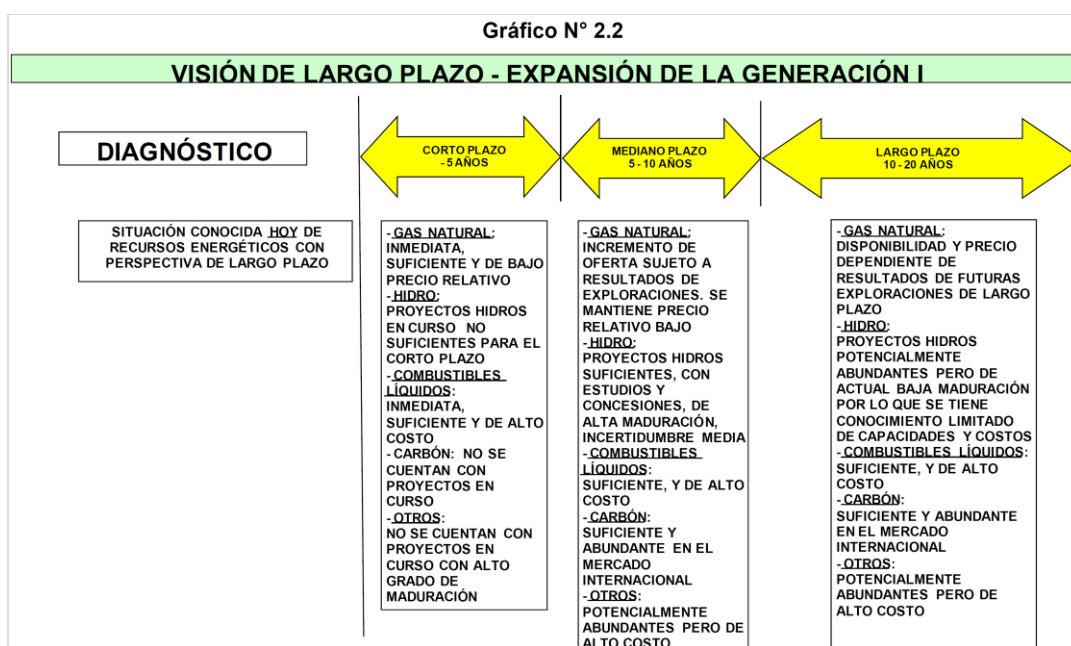 Gráfico N° 2.2
VISIÓN DE LARGO PLAZO - EXPANSIÓN DE LA GENERACIÓN I
DIAGNÓSTICO
CORTO PLAZO
- 5 AÑOS
MEDIANO PLAZO
5 - 10 AÑOS
LARGO PLAZO
10 - 20 AÑOS
SITUACIÓN CONOCIDA HOY DE
RECURSOS ENERGÉTICOS CON
PERSPECTIVA DE LARGO PLAZO
- GAS NATURAL:
INMEDIATA,
SUFICIENTE Y DE BAJO
PRECIO RELATIVO
- HIDRO:
PROYECTOS HIDROS
EN CURSO NO
SUFICIENTES PARA EL
CORTO PLAZO
- COMBUSTIBLES
LÍQUIDOS:
INMEDIATA,
SUFICIENTE Y DE ALTO
COSTO
- CARBÓN: NO SE
CUENTAN CON
PROYECTOS EN
CURSO
- OTROS:
NO SE CUENTAN CON
PROYECTOS EN
CURSO CON ALTO
GRADO DE
MADURACIÓN
- GAS NATURAL:
INCREMENTO DE
OFERTA SUJETO A
RESULTADOS DE
EXPLORACIONES. SE
MANTIENE PRECIO
RELATIVO BAJO
- HIDRO:
PROYECTOS HIDROS
SUFICIENTES, CON
ESTUDIOS Y
CONCESIONES, DE
ALTA MADURACIÓN,
INCERTIDUMBRE MEDIA
- COMBUSTIBLES
LÍQUIDOS:
SUFICIENTE, Y DE ALTO
COSTO
- CARBÓN:
SUFICIENTE Y
ABUNDANTE EN EL
MERCADO
INTERNACIONAL
- OTROS:
POTENCIALMENTE
ABUNDANTES PERO DE
ALTO COSTO
- GAS NATURAL:
DISPONIBILIDAD Y PRECIO
DEPENDIENTE DE
RESULTADOS DE FUTURAS
EXPLORACIONES DE LARGO
PLAZO
- HIDRO:
PROYECTOS HIDROS
POTENCIALMENTE
ABUNDANTES PERO DE
ACTUAL BAJA MADURACIÓN
POR LO QUE SE TIENE
CONOCIMIENTO LIMITADO
DE CAPACIDADES Y COSTOS
- COMBUSTIBLES LÍQUIDOS:
SUFICIENTE, Y DE ALTO
COSTO
- CARBÓN:
SUFICIENTE Y ABUNDANTE
EN EL MERCADO
INTERNACIONAL
- OTROS:
POTENCIALMENTE
ABUNDANTES PERO DE
ALTO COSTO